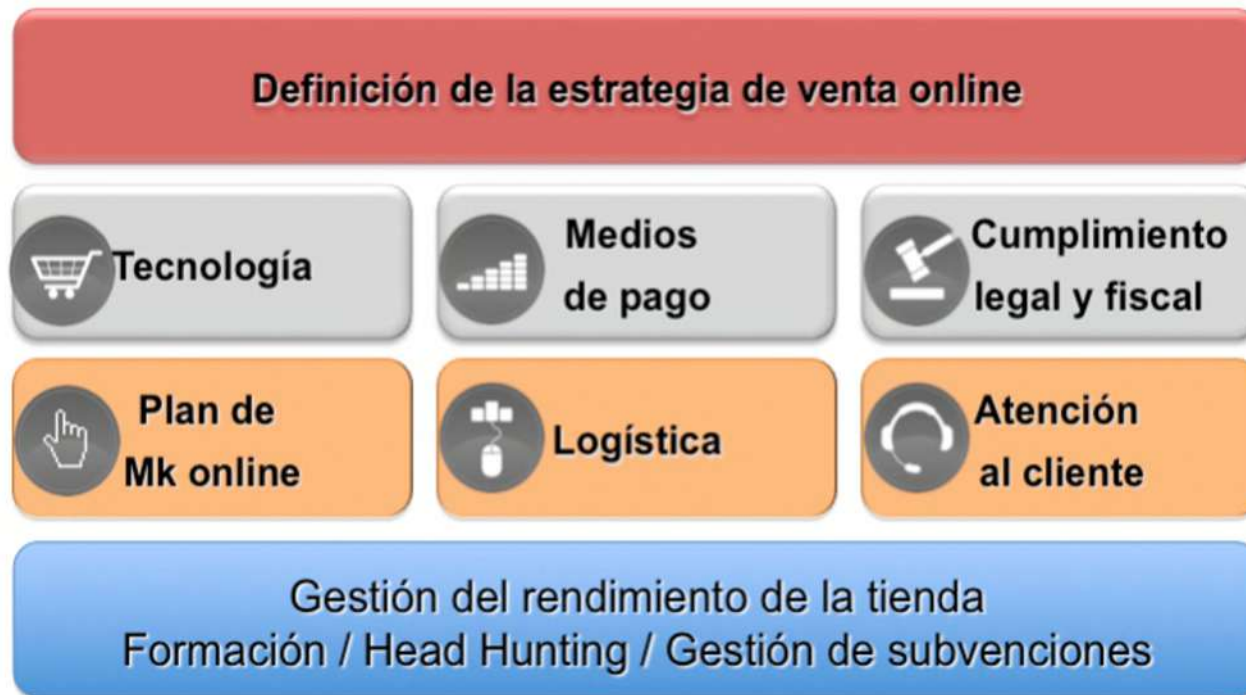 Definición de la estrategia de venta online
Tecnología
Medios
de pago
Cumplimiento
legal y fiscal
Plan de
Mk online
Logística
Atención
al cliente
Gestión del rendimiento de la tienda
Formación / Head Hunting / Gestión de subvenciones